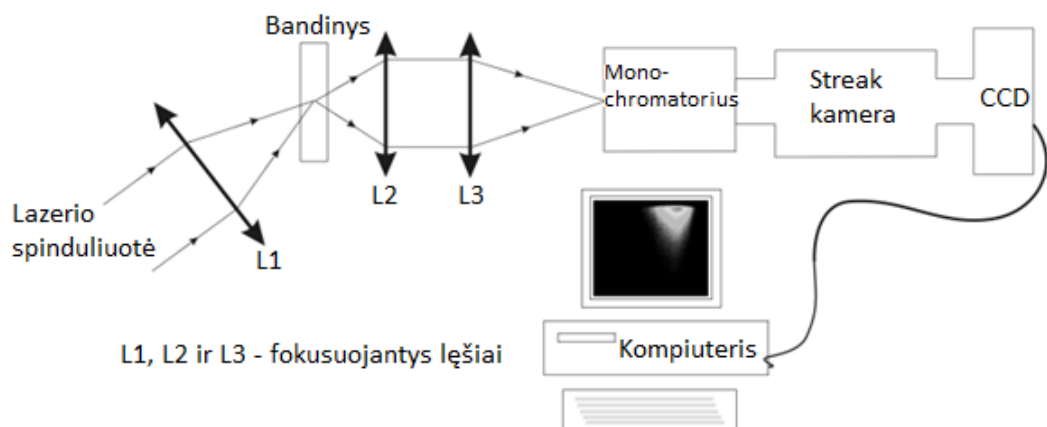 Bandinys
Mono-
chromatorius
Streak
kamera
CCD
L2
L3
Lazerio
spinduliuotė
L1
L1, L2 ir L3 - fokusuojantys lęšiai
Kompiuteris